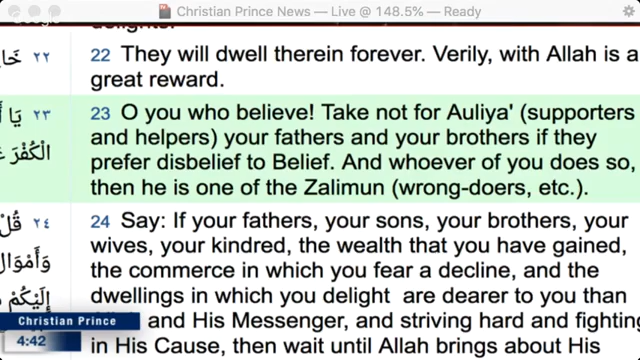 Christian Prince News — Live @ 148.5% — Ready
delights.
٢٢ 22 They will dwell therein forever. Verily, with Allah is a
great reward.
٢٣ 23 O you who believe! Take not for Auliya' (supporters
and helpers) your fathers and your brothers if they
الْكُفْرَ prefer disbelief to Belief. And whoever of you does so,
then he is one of the Zalimun (wrong-doers, etc.).
٢٤ 24 Say: If your fathers, your sons, your brothers, your
wives, your kindred, the wealth that you have gained,
the commerce in which you fear a decline, and the
dwellings in which you delight are dearer to you than
Christian Prince and His Messenger, and striving hard and fighting
4:42 in His Cause, then wait until Allah brings about His